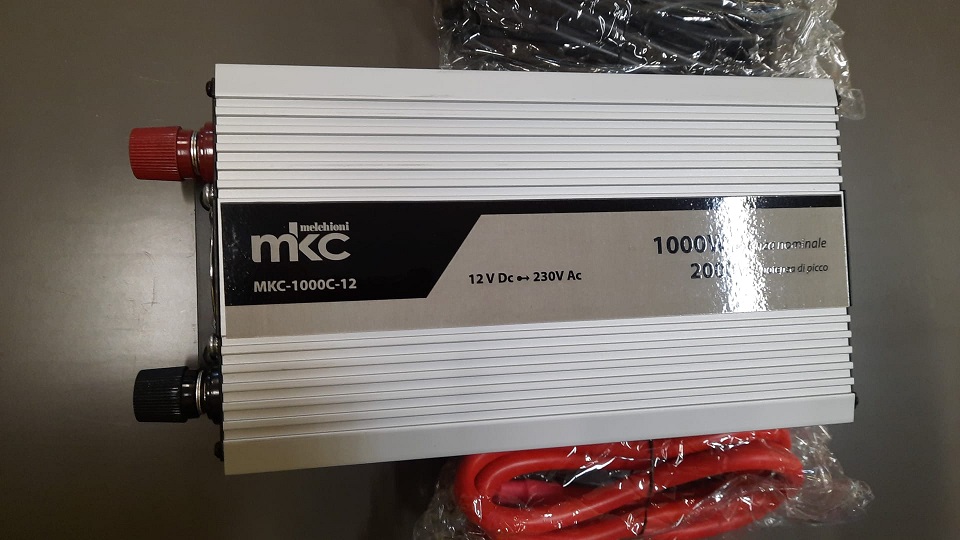 melchioni
mkc
MKC-1000C-12
12 V Dc 230V Ac
1000W nominale
di picco